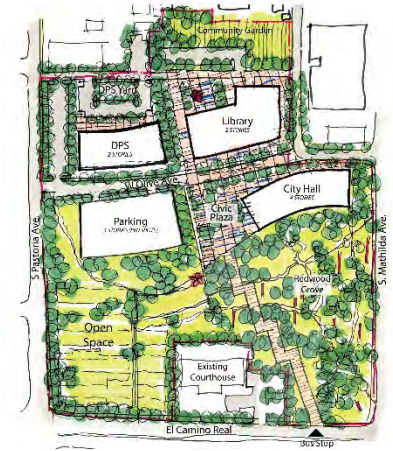 Community Garden
DPS Yard
Library
2 STORIES
DPS
2 STORIES
W Olive Ave.
City Hall
4 STORIES
Civic
Plaza
Parking
S Pastoria Ave.
S. Mathilda Ave.
Redwood
Grove
Open
Space
Existing
Courthouse
El Camino Real
Bus Stop